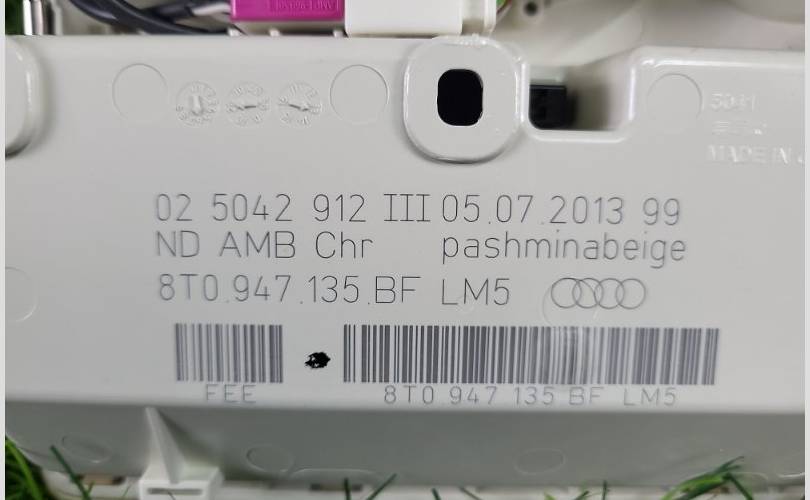 MADE IN
02 5042 912 III 05.07.2013 99
ND AMB Chr pashminabeige
8T0.947.135.BF LM5
FEE
8T0 947 135 BF LM5